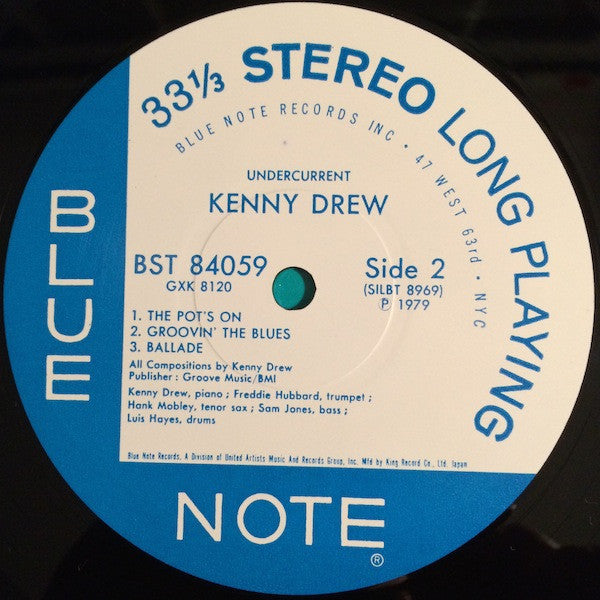 33⅓ STEREO LONG PLAYING
BLUE NOTE RECORDS INC • 47 WEST 63rd • NYC
UNDERCURRENT
KENNY DREW
BST 84059
GXK 8120
Side 2
(SILBT 8969)
Ⓟ 1979
1. THE POT'S ON
2. GROOVIN' THE BLUES
3. BALLADE
All Compositions by Kenny Drew
Publisher : Groove Music/BMI
Kenny Drew, piano ; Freddie Hubbard, trumpet ;
Hank Mobley, tenor sax ; Sam Jones, bass ;
Luis Hayes, drums
Blue Note Records, A Division of United Artists Music And Records Group, Inc. Mfd by King Record Co., Ltd. Japan
BLUE
NOTE®